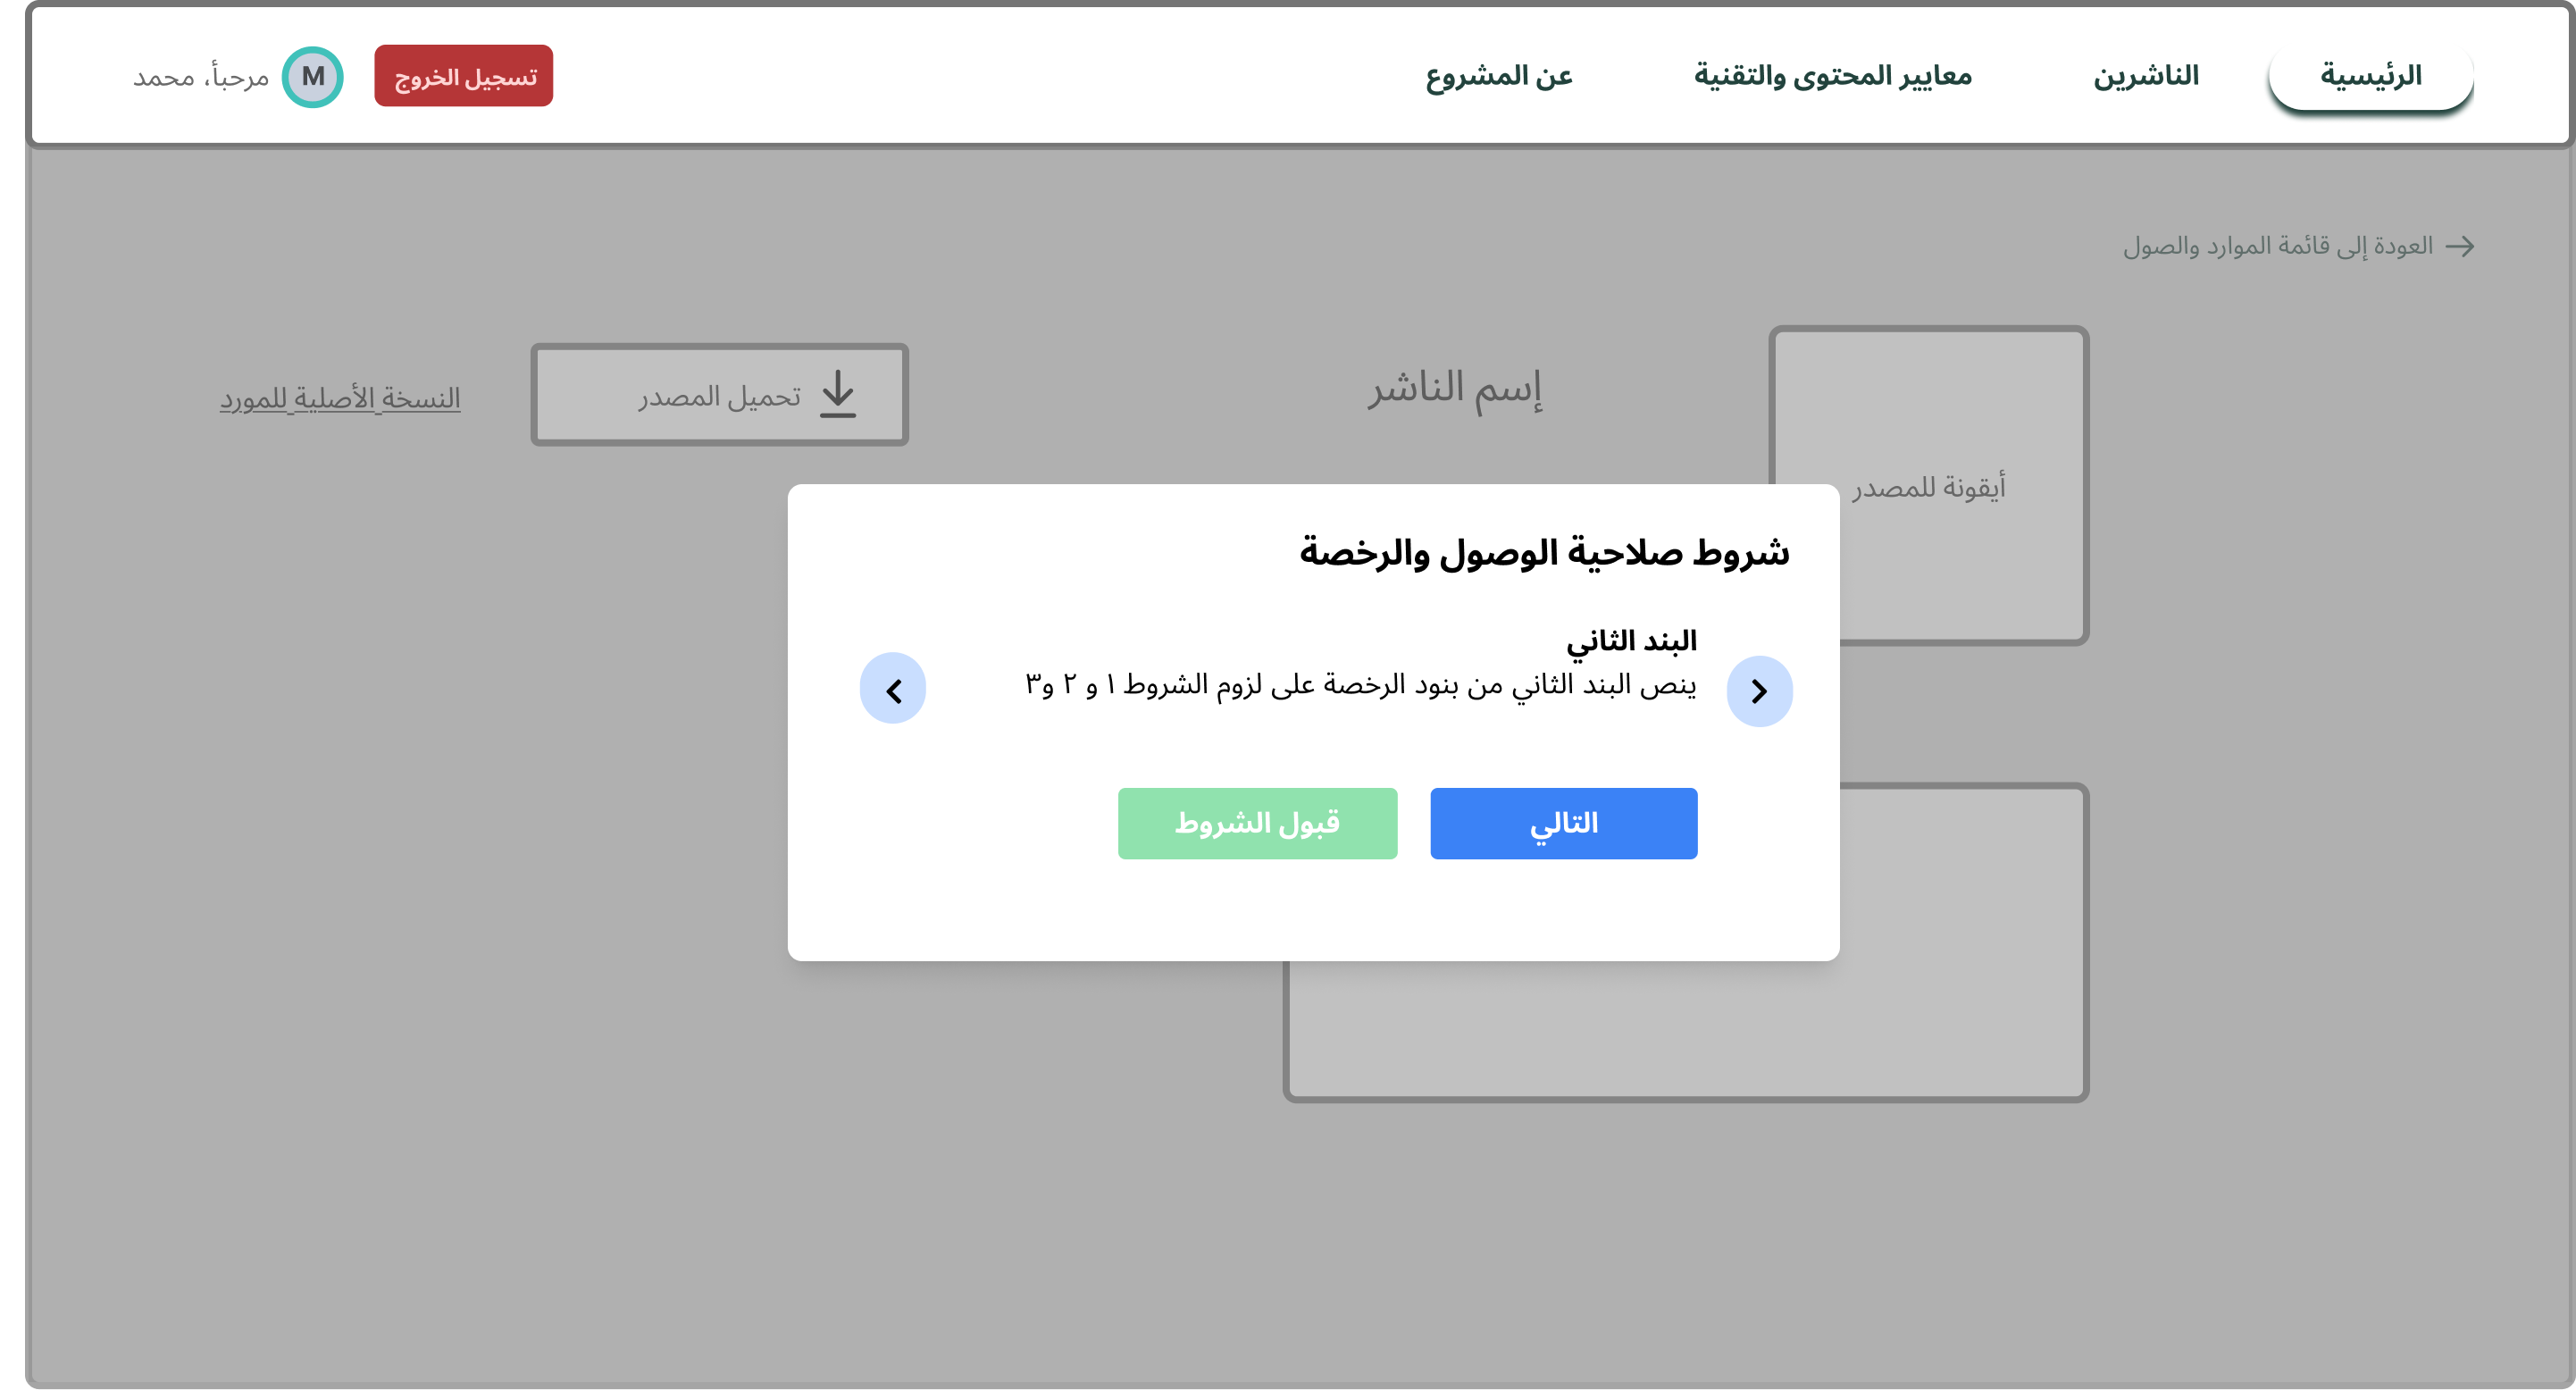 الرئيسية
الناشرين
معايير المحتوى والتقنية
عن المشروع
تسجيل الخروج
M
مرحبأ، محمد
العودة إلى قائمة الموارد والصول
إسم الناشر
تحميل المصدر
النسخة الأصلية للمورد
أيقونة للمصدر
شروط صلاحية الوصول والرخصة
البند الثاني
ينص البند الثاني من بنود الرخصة على لزوم الشروط ١ و ٢ و٣
التالي
قبول الشروط